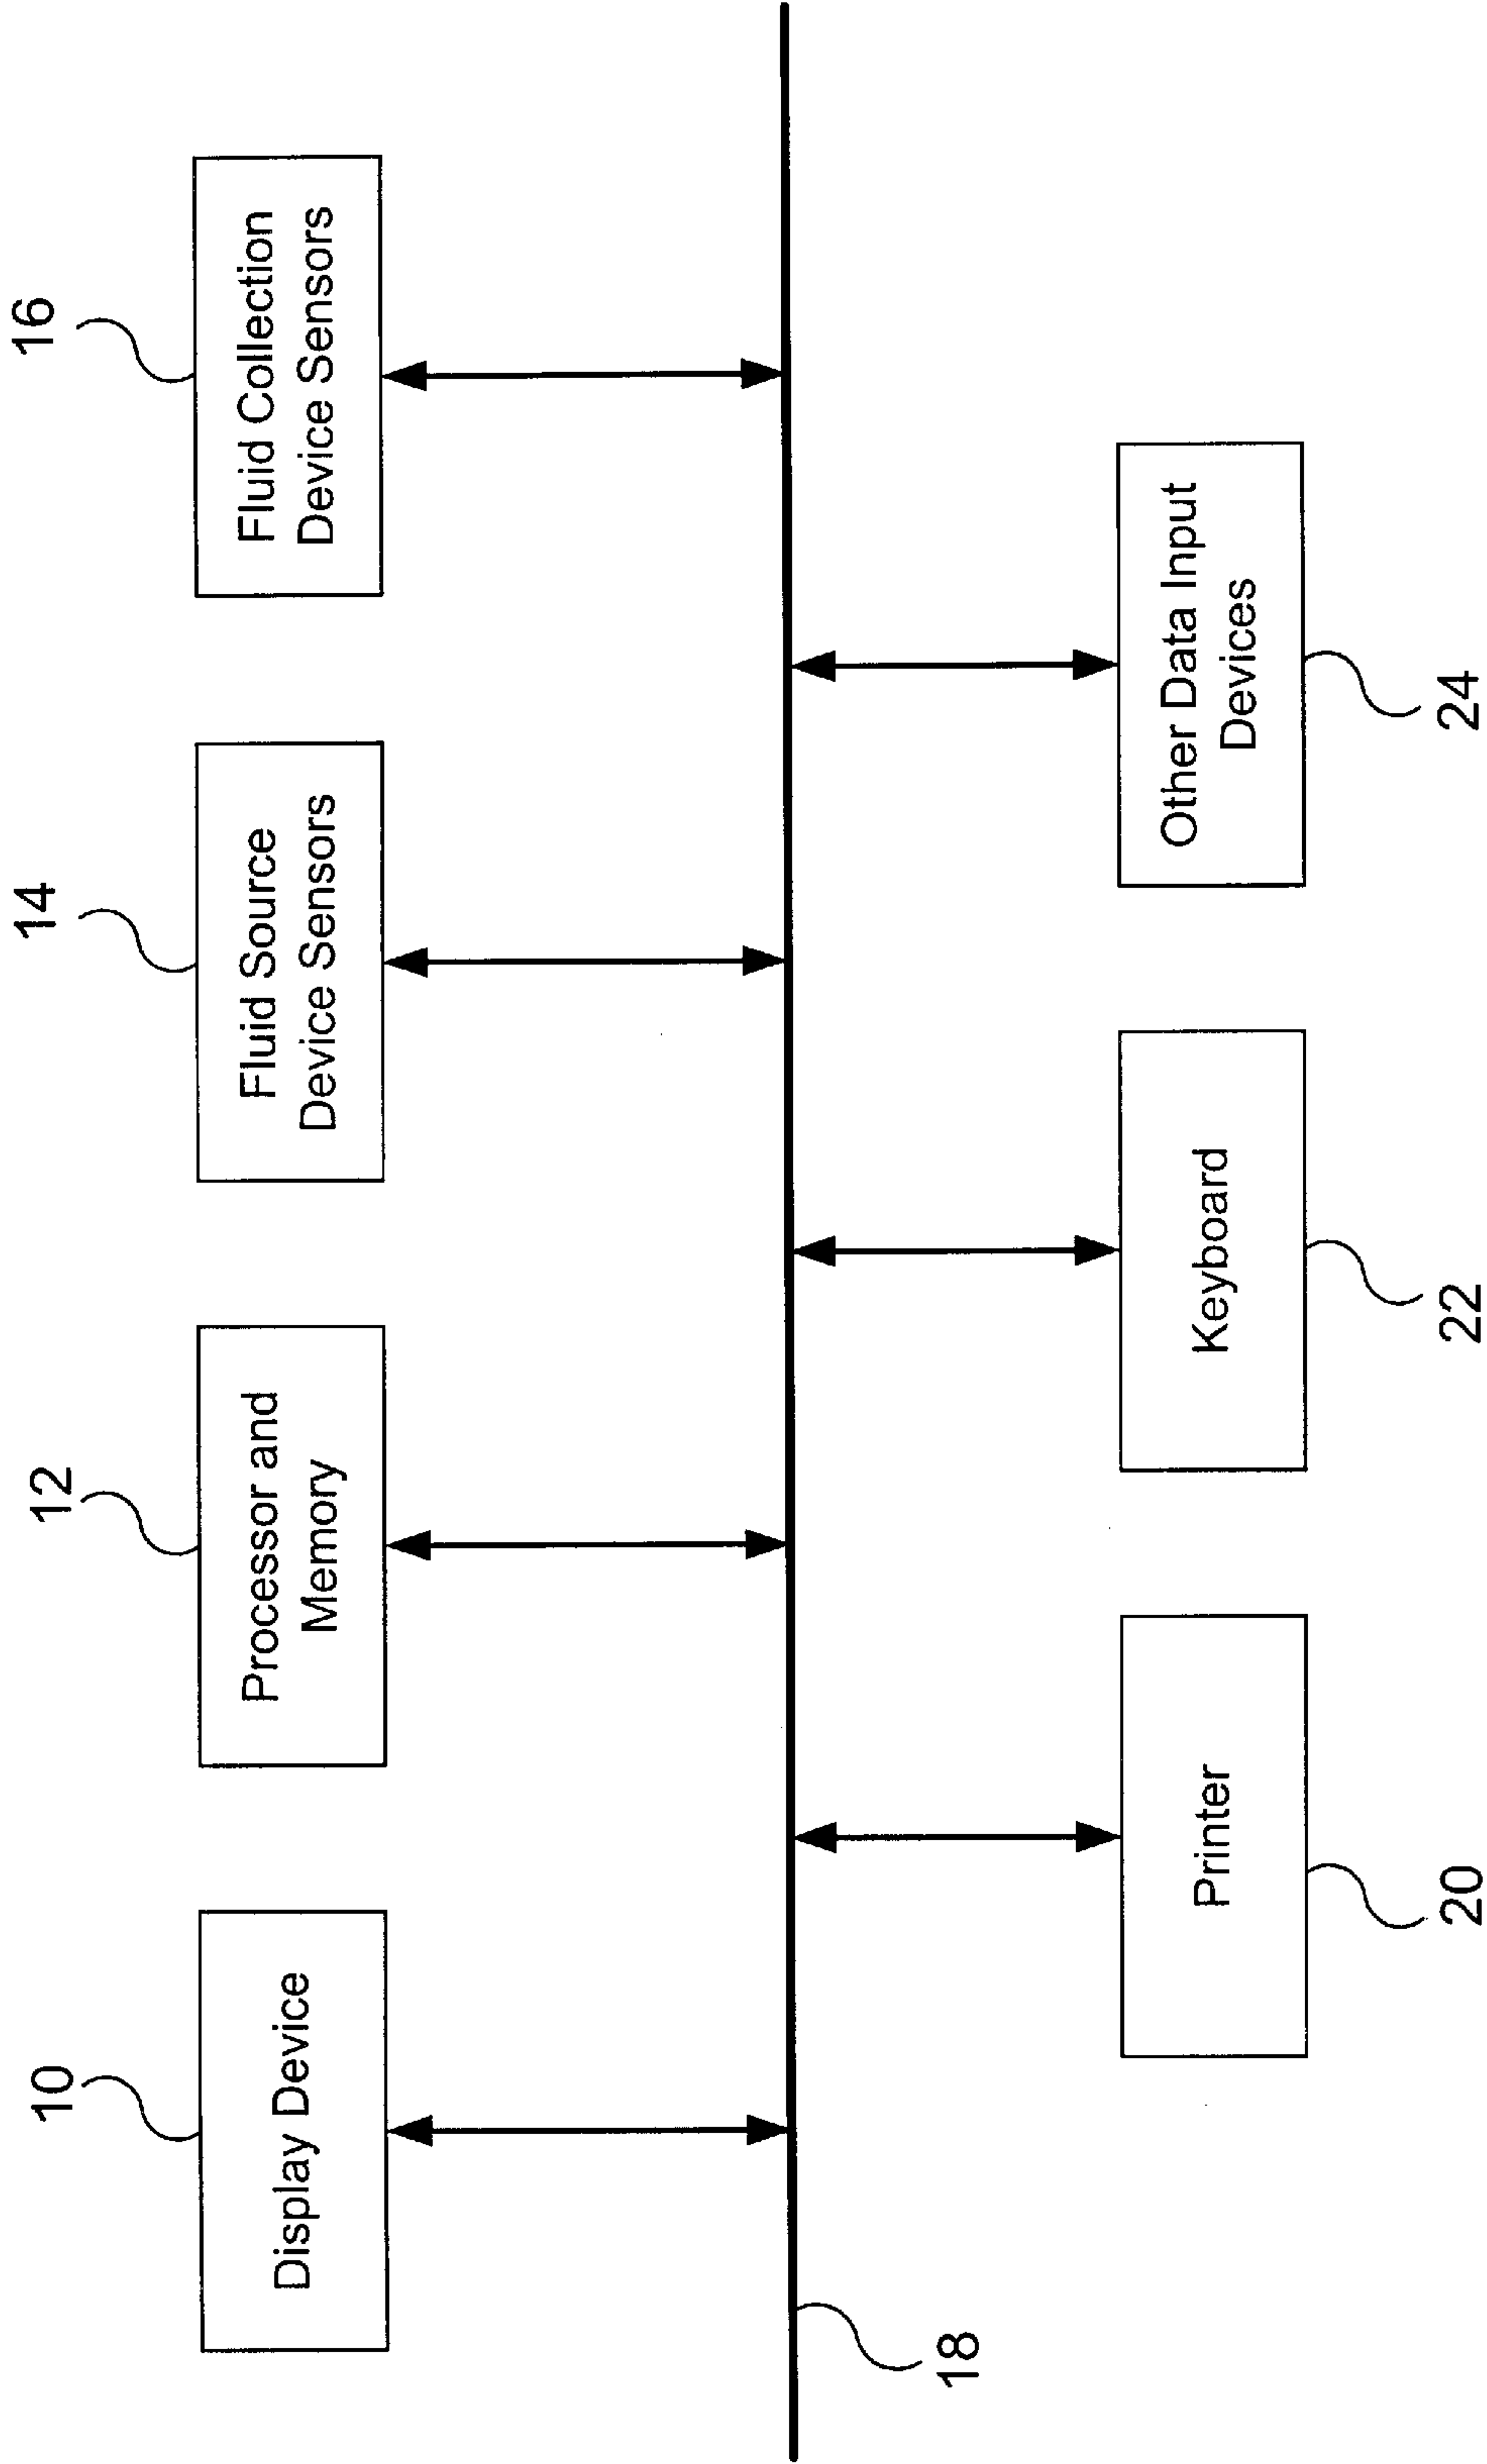 10
12
14
16
Display Device
Processor and
Memory
Fluid Source
Device Sensors
Fluid Collection
Device Sensors
18
Printer
Keyboard
Other Data Input
Devices
20
22
24